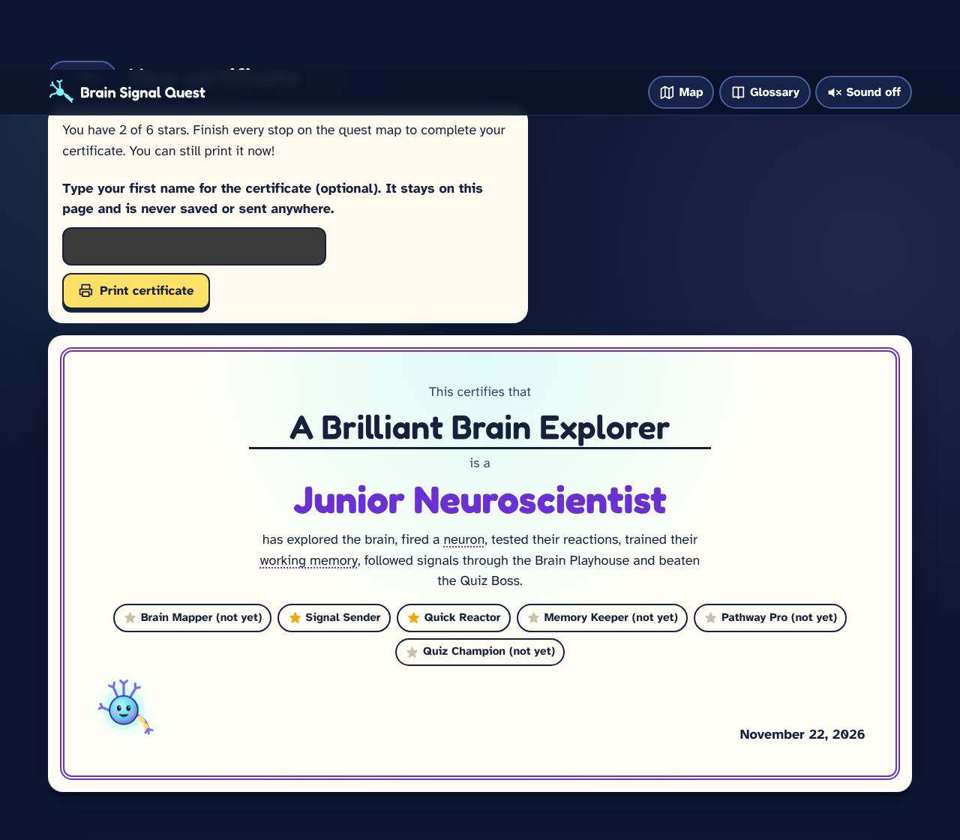 Brain Signal Quest
Map
Glossary
Sound off
You have 2 of 6 stars. Finish every stop on the quest map to complete your
certificate. You can still print it now!
Type your first name for the certificate (optional). It stays on this
page and is never saved or sent anywhere.
Print certificate
This certifies that
A Brilliant Brain Explorer
is a
Junior Neuroscientist
has explored the brain, fired a neuron, tested their reactions, trained their
working memory, followed signals through the Brain Playhouse and beaten
the Quiz Boss.
Brain Mapper (not yet)
Signal Sender
Quick Reactor
Memory Keeper (not yet)
Pathway Pro (not yet)
Quiz Champion (not yet)
November 22, 2026